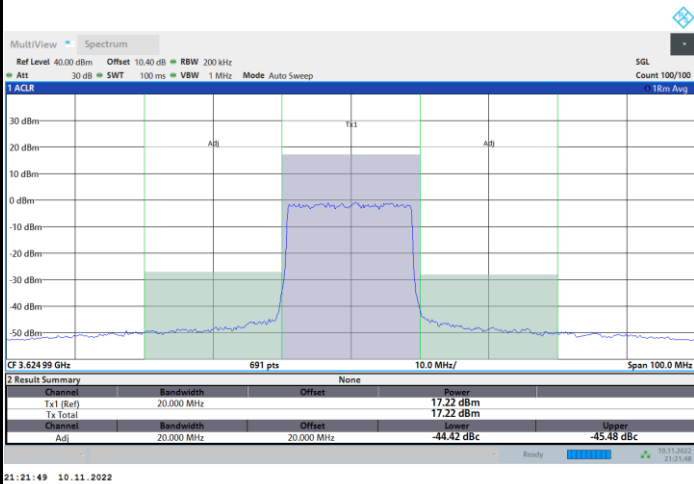 MultiView Spectrum
Ref Level 40.00 dBm Offset 10.40 dB RBW 200 kHz SGL
Att 30 dB SWT 100 ms VBW 1 MHz Mode Auto Sweep Count 100/100
1 ACLR 1Rm Avg
30 dBm
Tx1
20 dBm Adj Adj
10 dBm
0 dBm
-10 dBm
-20 dBm
-30 dBm
-40 dBm
-50 dBm
CF 3.624 99 GHz 691 pts 10.0 MHz/ Span 100.0 MHz
2 Result Summary None
Channel Bandwidth Offset Power
Tx1 (Ref) 20.000 MHz 17.22 dBm
Tx Total 17.22 dBm
Channel Bandwidth Offset Lower Upper
Adj 20.000 MHz 20.000 MHz -44.42 dBc -45.48 dBc
Ready 10.11.2022
21:21:48
21:21:49 10.11.2022